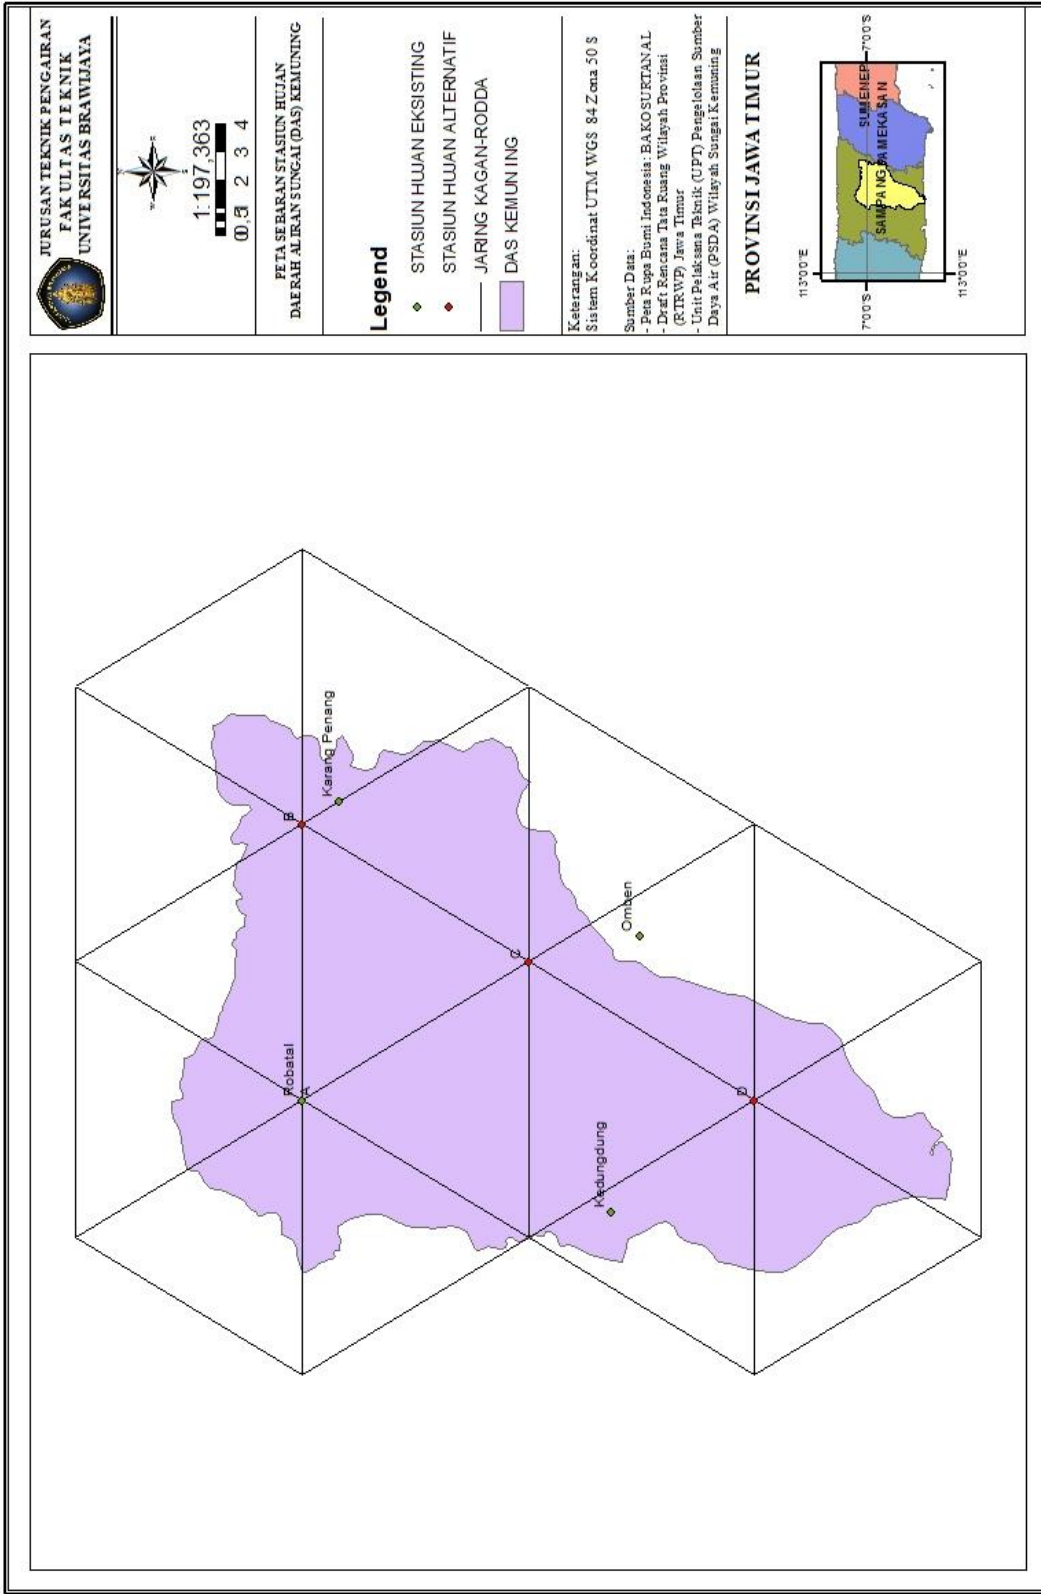 JURUSAN TEKNIK PENGAIRAN
FAKULTAS TEKNIK
UNIVERSITAS BRAWIJAYA
1:197,363
0 0,5 1 2 3 4
PETA SEBARAN STASIUN HUJAN
DAERAH ALIRAN SUNGAI (DAS) KEMUNING
Legend
STASIUN HUJAN EKSISTING
STASIUN HUJAN ALTERNATIF
JARING KAGAN-RODDA
DAS KEMUNING
Keterangan:
Sistem Koordinat UTM WGS 84 Zona 50 S
Sumber Data:
- Peta Rupa Bumi Indonesia: BAKOSURTANAL
- Draft Rencana Tata Ruang Wilayah Provinsi
(RTRWP) Jawa Timur
- Unit Pelaksana Teknik (UPT) Pengelolaan Sumber
Daya Air (PSDA) Wilayah Sungai Kemuning
PROVINSI JAWA TIMUR
113°0'0"E
7°0'0"S
7°0'0"S
SUMENEP
PAMEKASAN
SAMPANG
113°0'0"E
Robatal
A
B
Karang Penang
C
Omben
Kedungdung
D